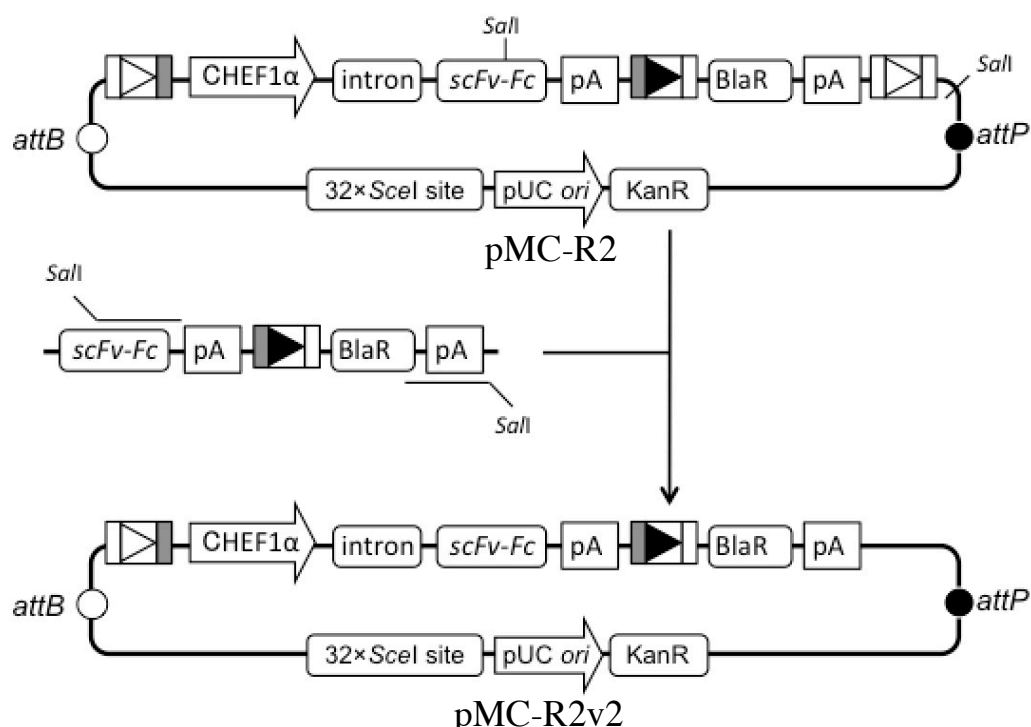 SalI
CHEF1α intron scFv-Fc pA BlaR pA SalI
attB attP
32×SceI site pUC ori KanR
pMC-R2
SalI
scFv-Fc pA BlaR pA
SalI
CHEF1α intron scFv-Fc pA BlaR pA
attB attP
32×SceI site pUC ori KanR
pMC-R2v2